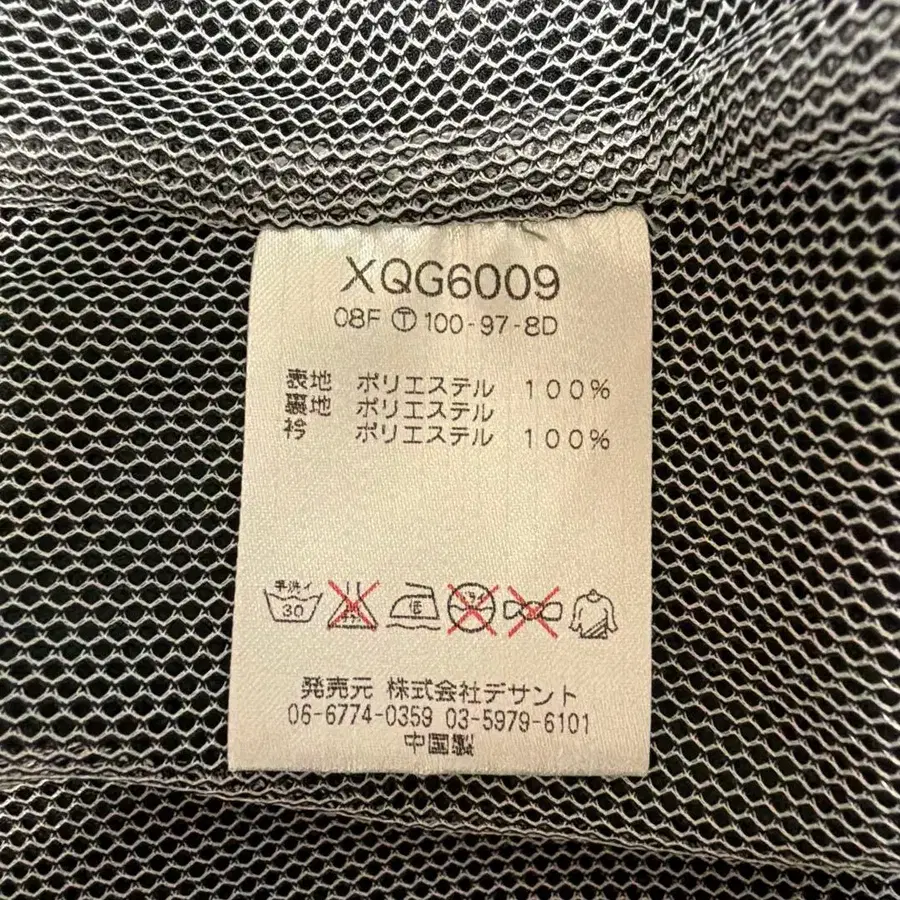 XQG6009
08F Ⓣ 100-97-8D
表地 ポリエステル 100%
裏地 ポリエステル
衿 ポリエステル 100%
手洗イ
30
低
発売元 株式会社デサント
06-6774-0359 03-5979-6101
中国製